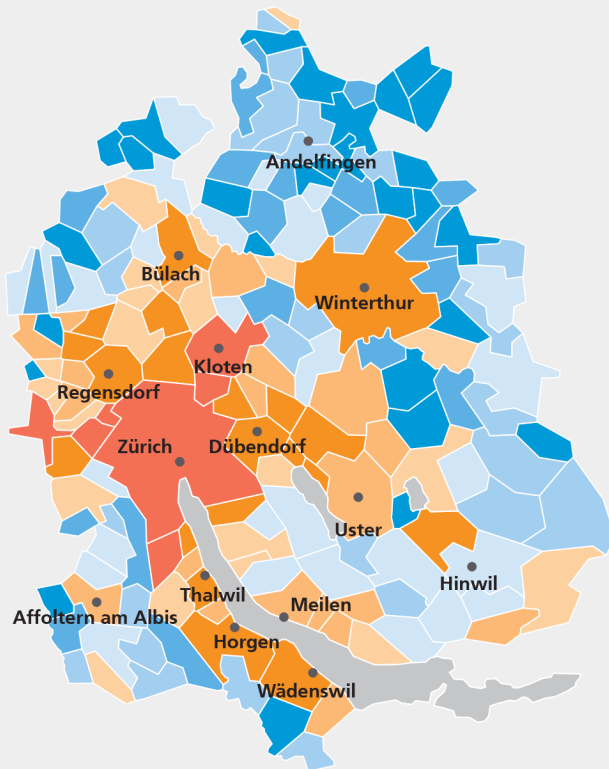 Andelfingen
Bülach
Winterthur
Kloten
Regensdorf
Zürich
Dübendorf
Uster
Hinwil
Thalwil
Meilen
Affoltern am Albis
Horgen
Wädenswil